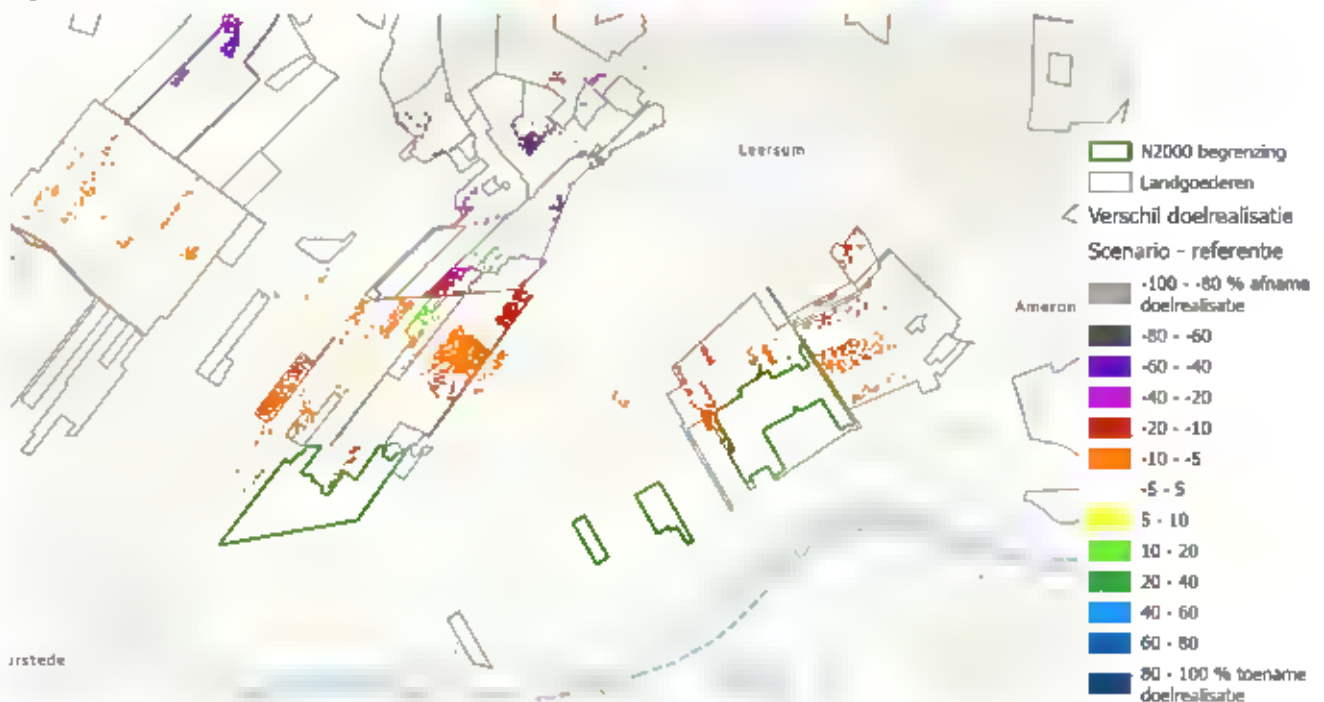 Leersum
Ameron
urstede
N2000 begrenzing
Landgoederen
Verschil doelrealisatie
Scenario - referentie
-100 - -80 % afname
doelrealisatie
-80 - -60
-60 - -40
-40 - -20
-20 - -10
-10 - -5
-5 - 5
5 - 10
10 - 20
20 - 40
40 - 60
60 - 80
80 - 100 % toename
doelrealisatie